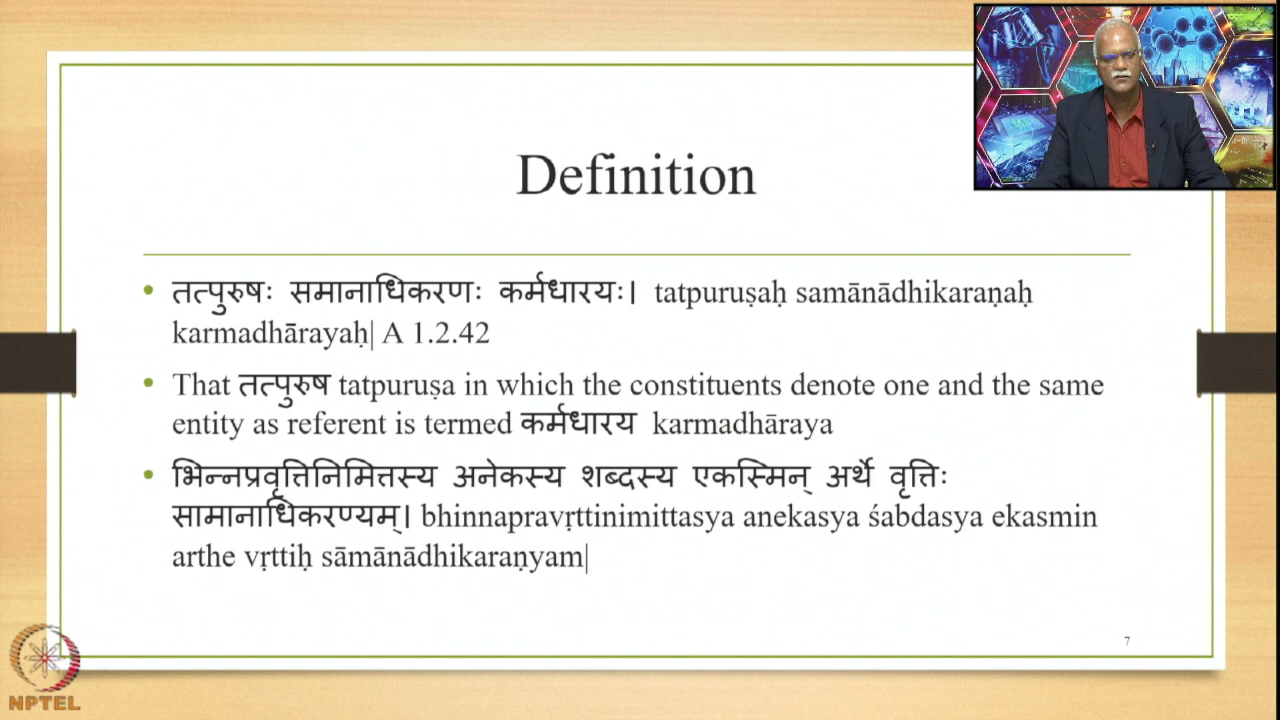 Definition
• तत्पुरुषः समानाधिकरणः कर्मधारयः। tatpuruṣaḥ samānādhikaraṇaḥ
karmadhārayaḥ| A 1.2.42
• That तत्पुरुष tatpuruṣa in which the constituents denote one and the same
entity as referent is termed कर्मधारय karmadhāraya
• भिन्नप्रवृत्तिनिमित्तस्य अनेकस्य शब्दस्य एकस्मिन् अर्थे वृत्तिः
सामानाधिकरण्यम्। bhinnapravṛttinimittasya anekasya śabdasya ekasmin
arthe vṛttiḥ sāmānādhikaraṇyam|
7
NPTEL